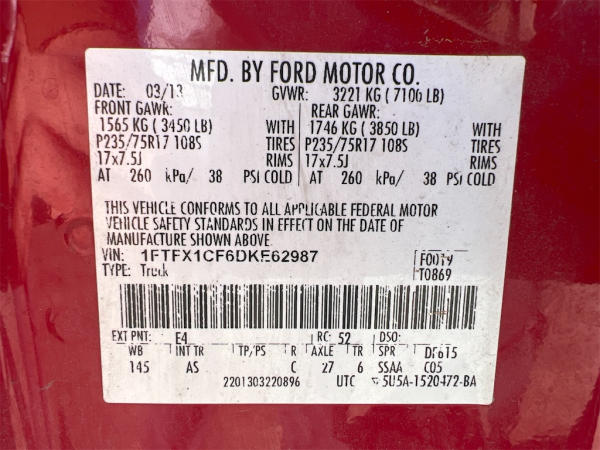 MFD. BY FORD MOTOR CO.
DATE: 03/13 GVWR: 3221 KG (7100 LB)
FRONT GAWR: REAR GAWR:
1565 KG (3450 LB) WITH 1746 KG (3850 LB) WITH
P235/75R17 108S TIRES P235/75R17 108S TIRES
17x7.5J RIMS 17x7.5J RIMS
AT 260 kPa/ 38 PSI COLD AT 260 kPa/ 38 PSI COLD
THIS VEHICLE CONFORMS TO ALL APPLICABLE FEDERAL MOTOR
VEHICLE SAFETY STANDARDS IN EFFECT ON THE DATE OF
MANUFACTURE SHOWN ABOVE.
VIN: 1FTFX1CF6DKE62987 F0019
TYPE: Truck T0869
EXT PNT: E4 RC: 52 DSO:
WB INT TR TP/PS R AXLE TR SPR DF615
145 AS C 27 6 SSAA C05
2201303220896 UTC 5U5A-1520472-BA